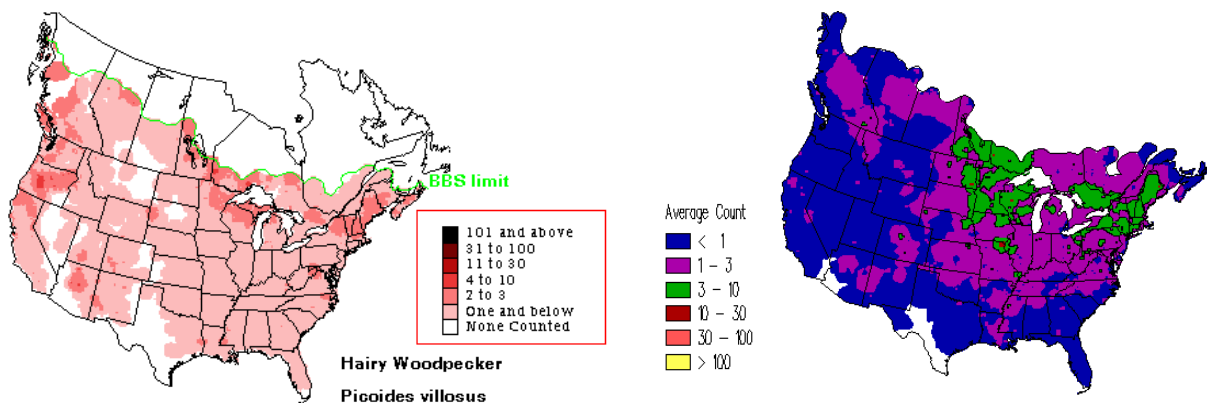 BBS limit
101 and above
31 to 100
11 to 30
4 to 10
2 to 3
One and below
None Counted
Hairy Woodpecker
Picoides villosus
Average Count
< 1
1 - 3
3 - 10
10 - 30
30 - 100
> 100